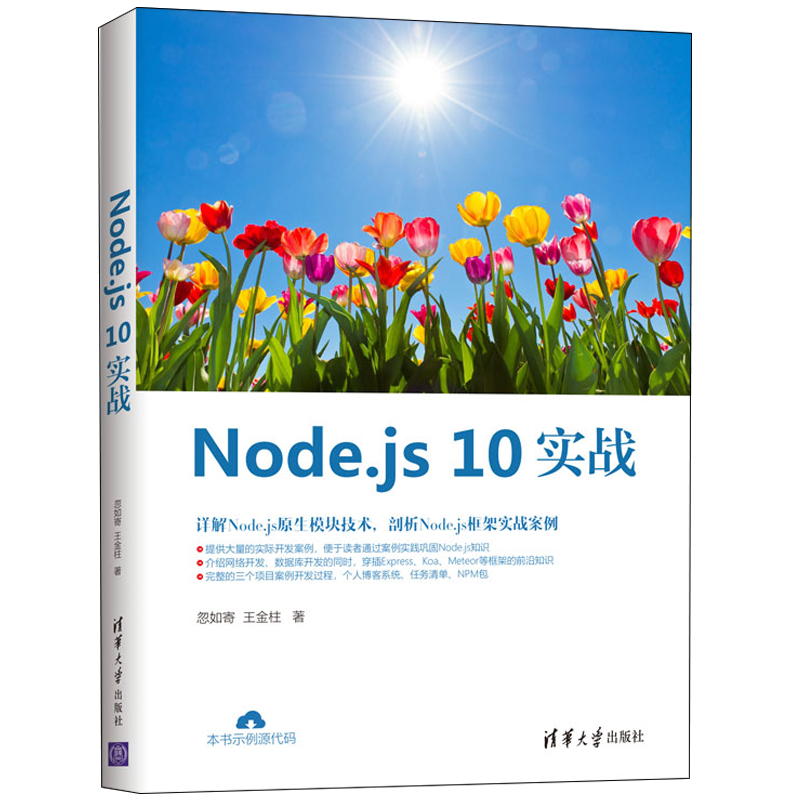 Node.js 10 实战
忽如寄 王金柱 著
清华大学出版社
Node.js 10 实战
详解Node.js原生模块技术，剖析Node.js框架实战案例
提供大量的实际开发案例，便于读者通过案例实践巩固Node.js知识
介绍网络开发、数据库开发的同时，穿插Express、Koa、Meteor等框架的前沿知识
完整的三个项目案例开发过程，个人博客系统、任务清单、NPM包
忽如寄 王金柱 著
本书示例源代码
清华大学出版社